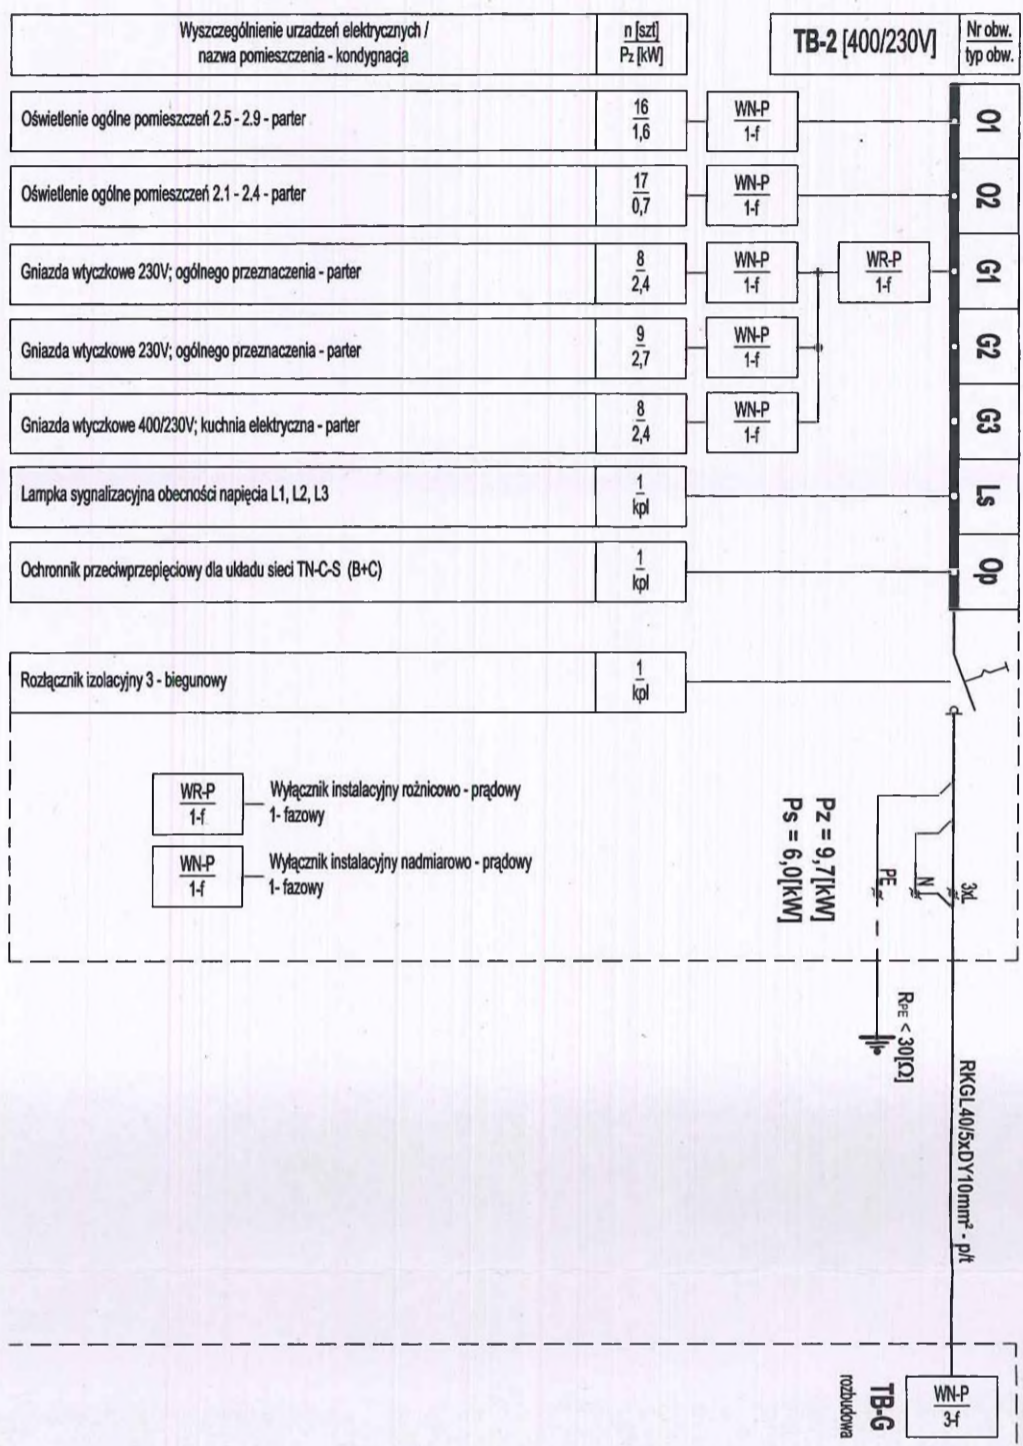 Wyszczególnienie urzadzeń elektrycznych /
nazwa pomieszczenia - kondygnacja
n [szt]
Pz [kW]
TB-2 [400/230V]
Nr obw.
typ obw.
Oświetlenie ogólne pomieszczeń 2.5 - 2.9 - parter
16
1,6
WN-P
1-f
O1
Oświetlenie ogólne pomieszczeń 2.1 - 2.4 - parter
17
0,7
WN-P
1-f
O2
Gniazda wtyczkowe 230V; ogólnego przeznaczenia - parter
8
2,4
WN-P
1-f
WR-P
1-f
G1
Gniazda wtyczkowe 230V; ogólnego przeznaczenia - parter
9
2,7
WN-P
1-f
G2
Gniazda wtyczkowe 400/230V; kuchnia elektryczna - parter
8
2,4
WN-P
1-f
G3
Lampka sygnalizacyjna obecności napięcia L1, L2, L3
1
kpl
Ls
Ochronnik przeciwprzepięciowy dla układu sieci TN-C-S (B+C)
1
kpl
Op
Rozłącznik izolacyjny 3 - biegunowy
1
kpl
WR-P
1-f
Wyłącznik instalacyjny rożnicowo - prądowy
1- fazowy
WN-P
1-f
Wyłącznik instalacyjny nadmiarowo - prądowy
1- fazowy
Pz = 9,7[kW]
Ps = 6,0[kW]
PE
N
3xL
RPE < 30[Ω]
RKGL40/5xDY10mm² - p/t
TB-G
rozbudowa
WN-P
3-f